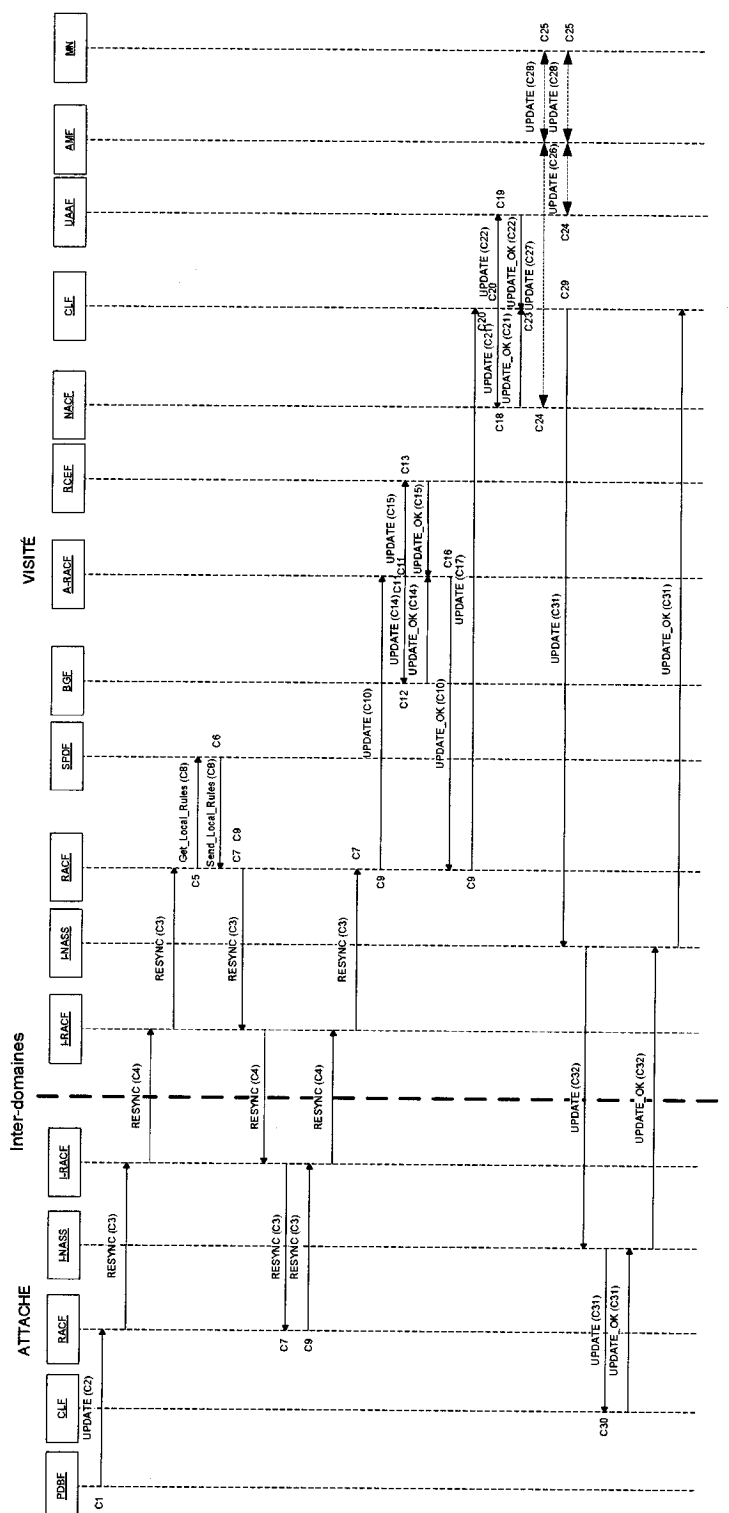 ATTACHE
Inter-domaines
VISITÉ
PDBF
CLF
RACF
I-NASS
I-RACF
I-RACF
I-NASS
RACF
SPDF
BGF
A-RACF
RCEF
NACF
CLF
UAAF
AMF
MN
C1
UPDATE (C2)
RESYNC (C3)
RESYNC (C4)
RESYNC (C3)
Get_Local_Rules (C8)
C5
Send_Local_Rules (C8)
C6
C7
C9
RESYNC (C3)
RESYNC (C4)
RESYNC (C3)
C7
RESYNC (C3)
C9
RESYNC (C4)
RESYNC (C3)
C7
C9
UPDATE (C10)
C11
C11
UPDATE (C14)
UPDATE (C15)
C12
C13
UPDATE_OK (C14)
UPDATE_OK (C15)
C16
UPDATE_OK (C10)
C9
UPDATE (C17)
C20
C20
UPDATE (C21)
UPDATE (C22)
C18
C19
UPDATE_OK (C21)
UPDATE_OK (C22)
C23
UPDATE (C27)
UPDATE (C28)
C24
C25
UPDATE (C26)
UPDATE (C28)
C24
C25
C29
UPDATE (C31)
UPDATE (C32)
UPDATE (C31)
C30
UPDATE_OK (C31)
UPDATE_OK (C32)
UPDATE_OK (C31)